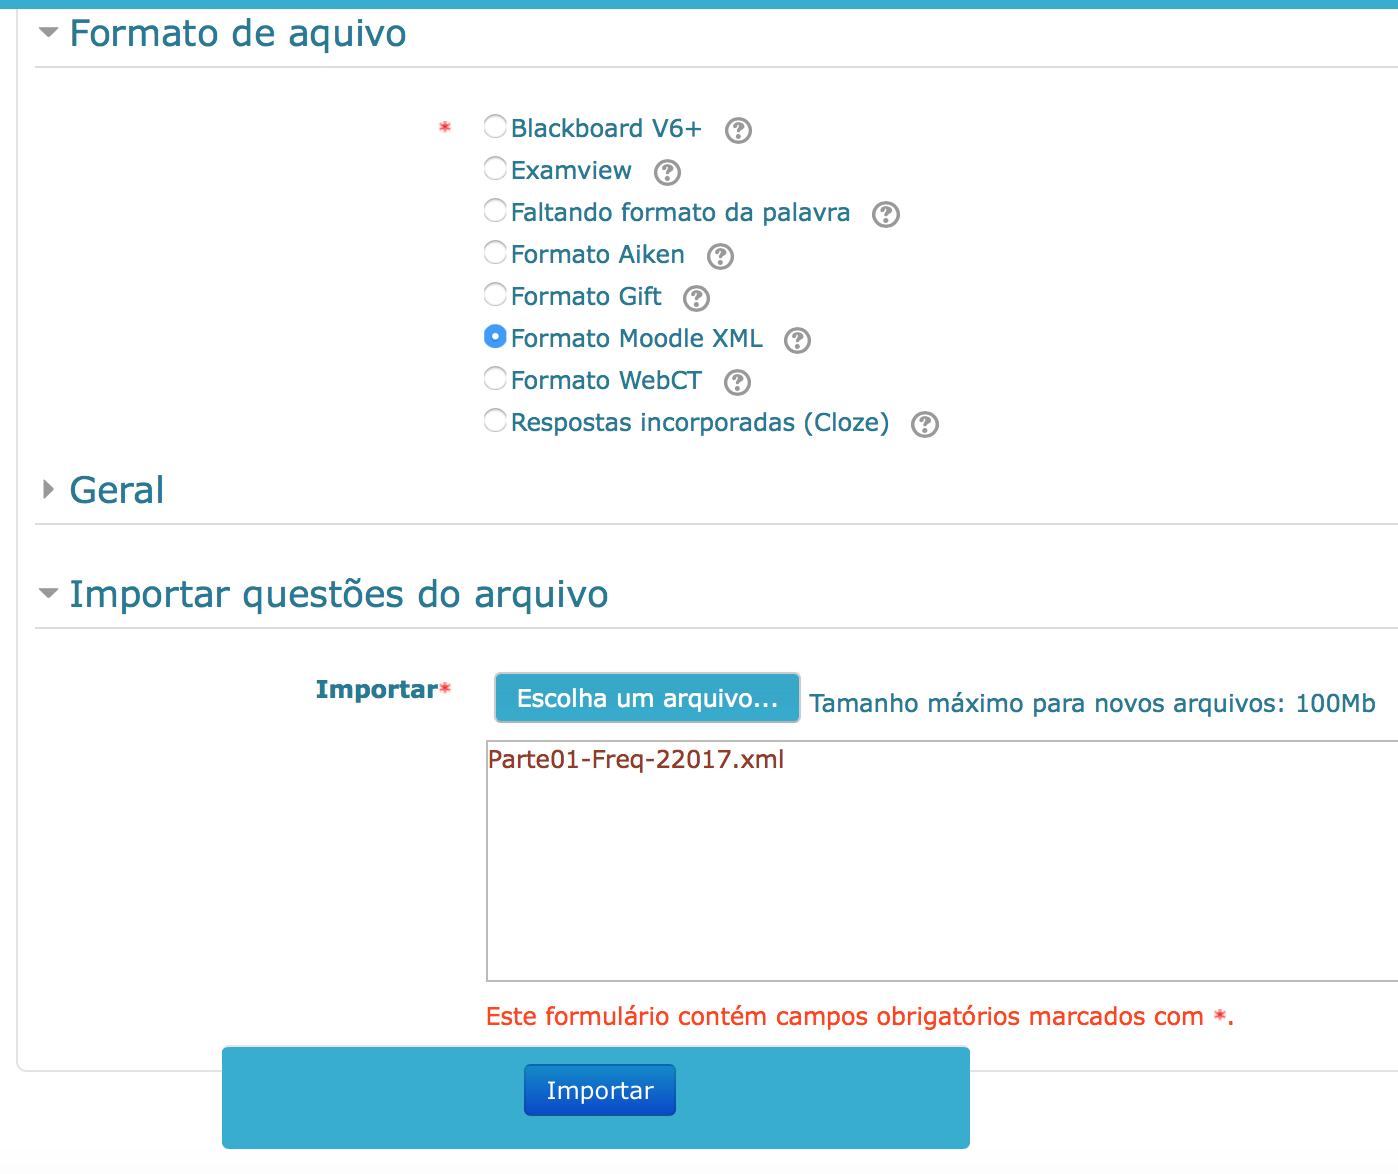 Formato de aquivo
* Blackboard V6+ ?
Examview ?
Faltando formato da palavra ?
Formato Aiken ?
Formato Gift ?
Formato Moodle XML ?
Formato WebCT ?
Respostas incorporadas (Cloze) ?
Geral
Importar questões do arquivo
Importar* Escolha um arquivo... Tamanho máximo para novos arquivos: 100Mb
Parte01-Freq-22017.xml
Este formulário contém campos obrigatórios marcados com *.
Importar